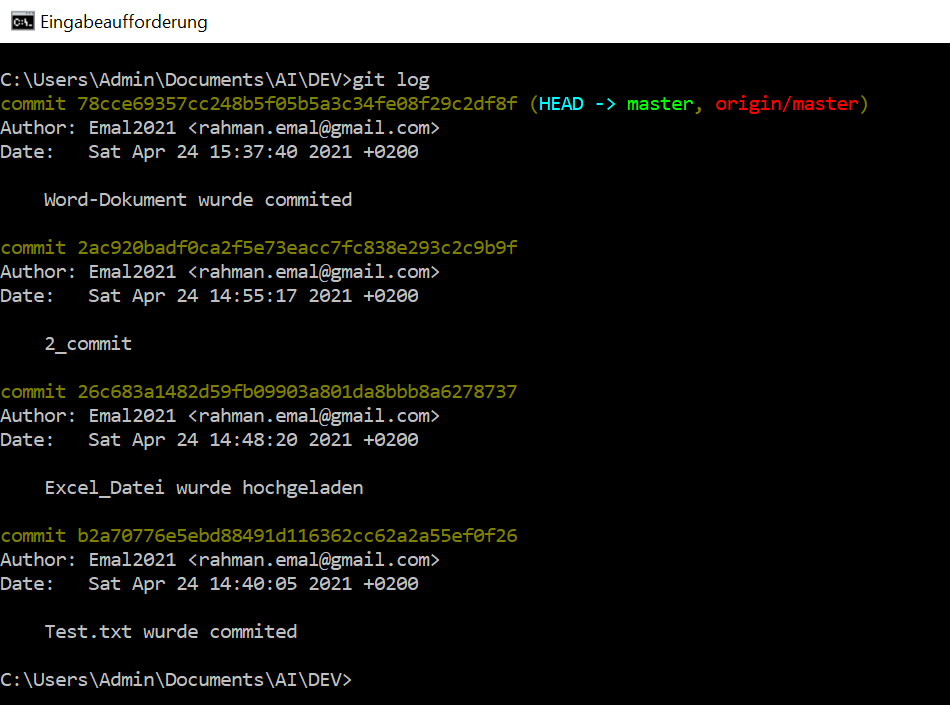 Eingabeaufforderung
C:\Users\Admin\Documents\AI\DEV>git log
commit 78cce69357cc248b5f05b5a3c34fe08f29c2df8f (HEAD -> master, origin/master)
Author: Emal2021 <rahman.emal@gmail.com>
Date:   Sat Apr 24 15:37:40 2021 +0200
    Word-Dokument wurde commited
commit 2ac920badf0ca2f5e73eacc7fc838e293c2c9b9f
Author: Emal2021 <rahman.emal@gmail.com>
Date:   Sat Apr 24 14:55:17 2021 +0200
    2_commit
commit 26c683a1482d59fb09903a801da8bbb8a6278737
Author: Emal2021 <rahman.emal@gmail.com>
Date:   Sat Apr 24 14:48:20 2021 +0200
    Excel_Datei wurde hochgeladen
commit b2a70776e5ebd88491d116362cc62a2a55ef0f26
Author: Emal2021 <rahman.emal@gmail.com>
Date:   Sat Apr 24 14:40:05 2021 +0200
    Test.txt wurde commited
C:\Users\Admin\Documents\AI\DEV>